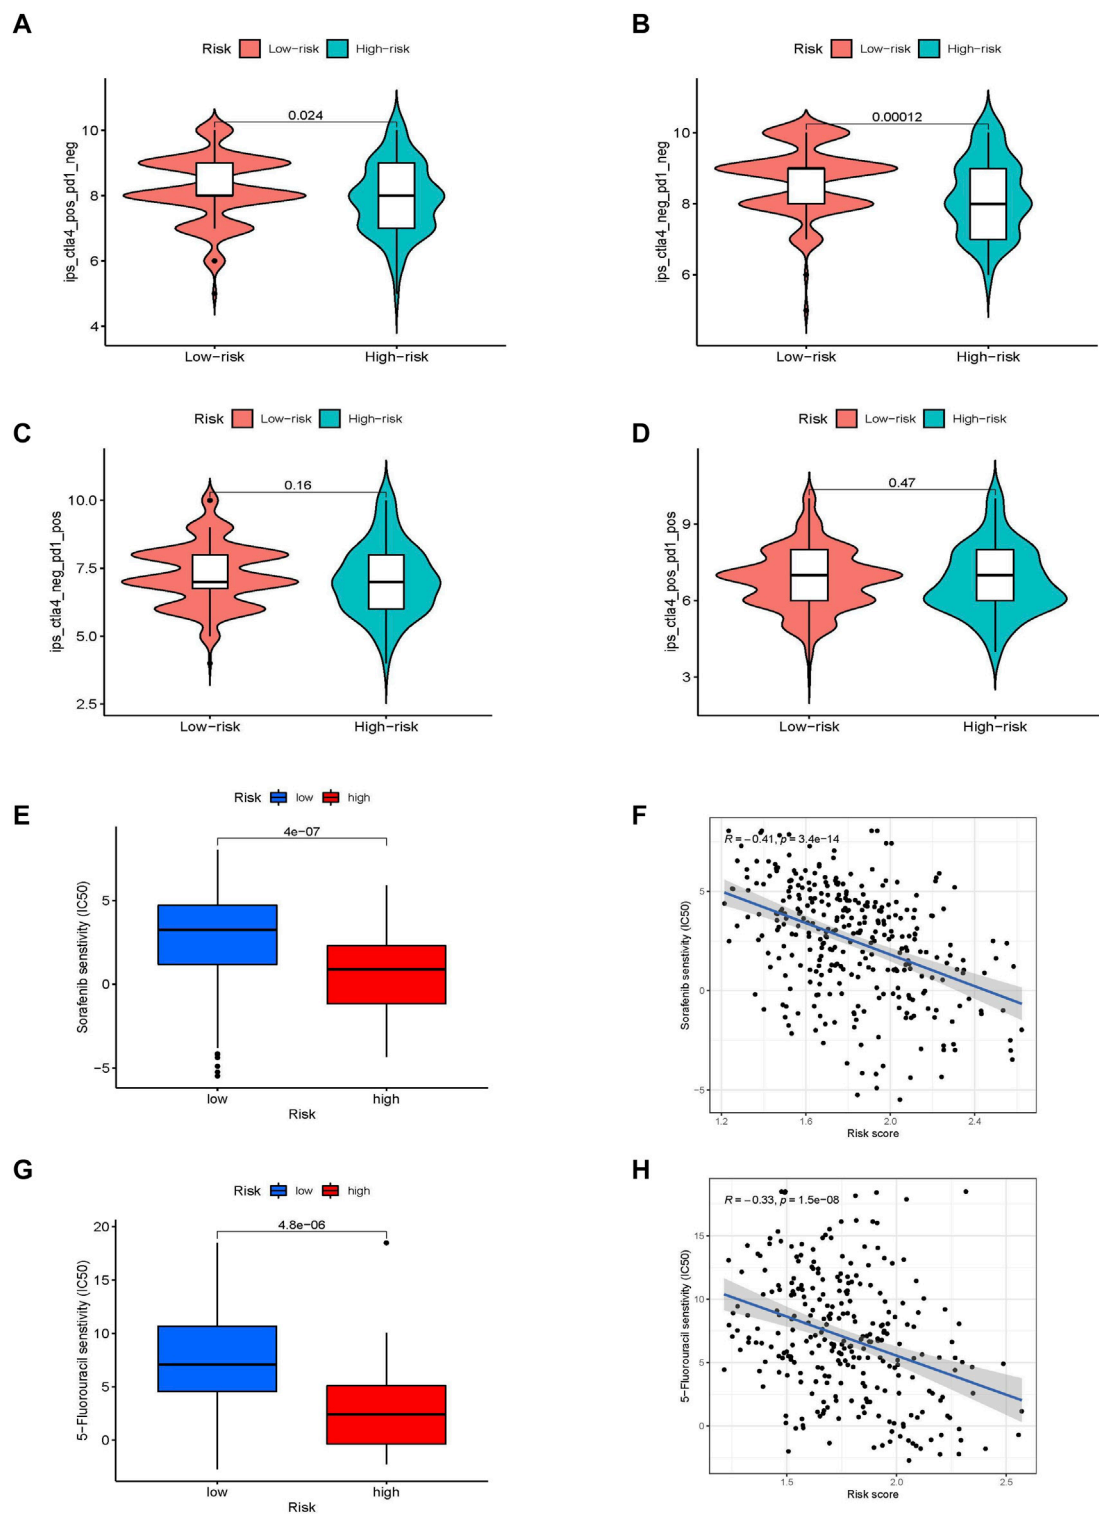 A
Risk Low-risk High-risk
ips_ctla4_pos_pd1_neg
10
8
6
4
0.024
Low-risk High-risk
B
Risk Low-risk High-risk
ips_ctla4_neg_pd1_neg
10
8
6
0.00012
Low-risk High-risk
C
Risk Low-risk High-risk
ips_ctla4_neg_pd1_pos
10.0
7.5
5.0
2.5
0.16
Low-risk High-risk
D
Risk Low-risk High-risk
ips_ctla4_pos_pd1_pos
9
6
3
0.47
Low-risk High-risk
E
Risk low high
Sorafenib senstivity (IC50)
5
0
-5
4e-07
low high
Risk
F
R = -0.41, p = 3.4e-14
Sorafenib senstivity (IC50)
5
0
-5
1.2 1.6 2.0 2.4
Risk score
G
Risk low high
5-Fluorouracil senstivity (IC50)
20
15
10
5
0
4.8e-06
low high
Risk
H
R = -0.33, p = 1.5e-08
5-Fluorouracil senstivity (IC50)
15
10
5
0
1.5 2.0 2.5
Risk score